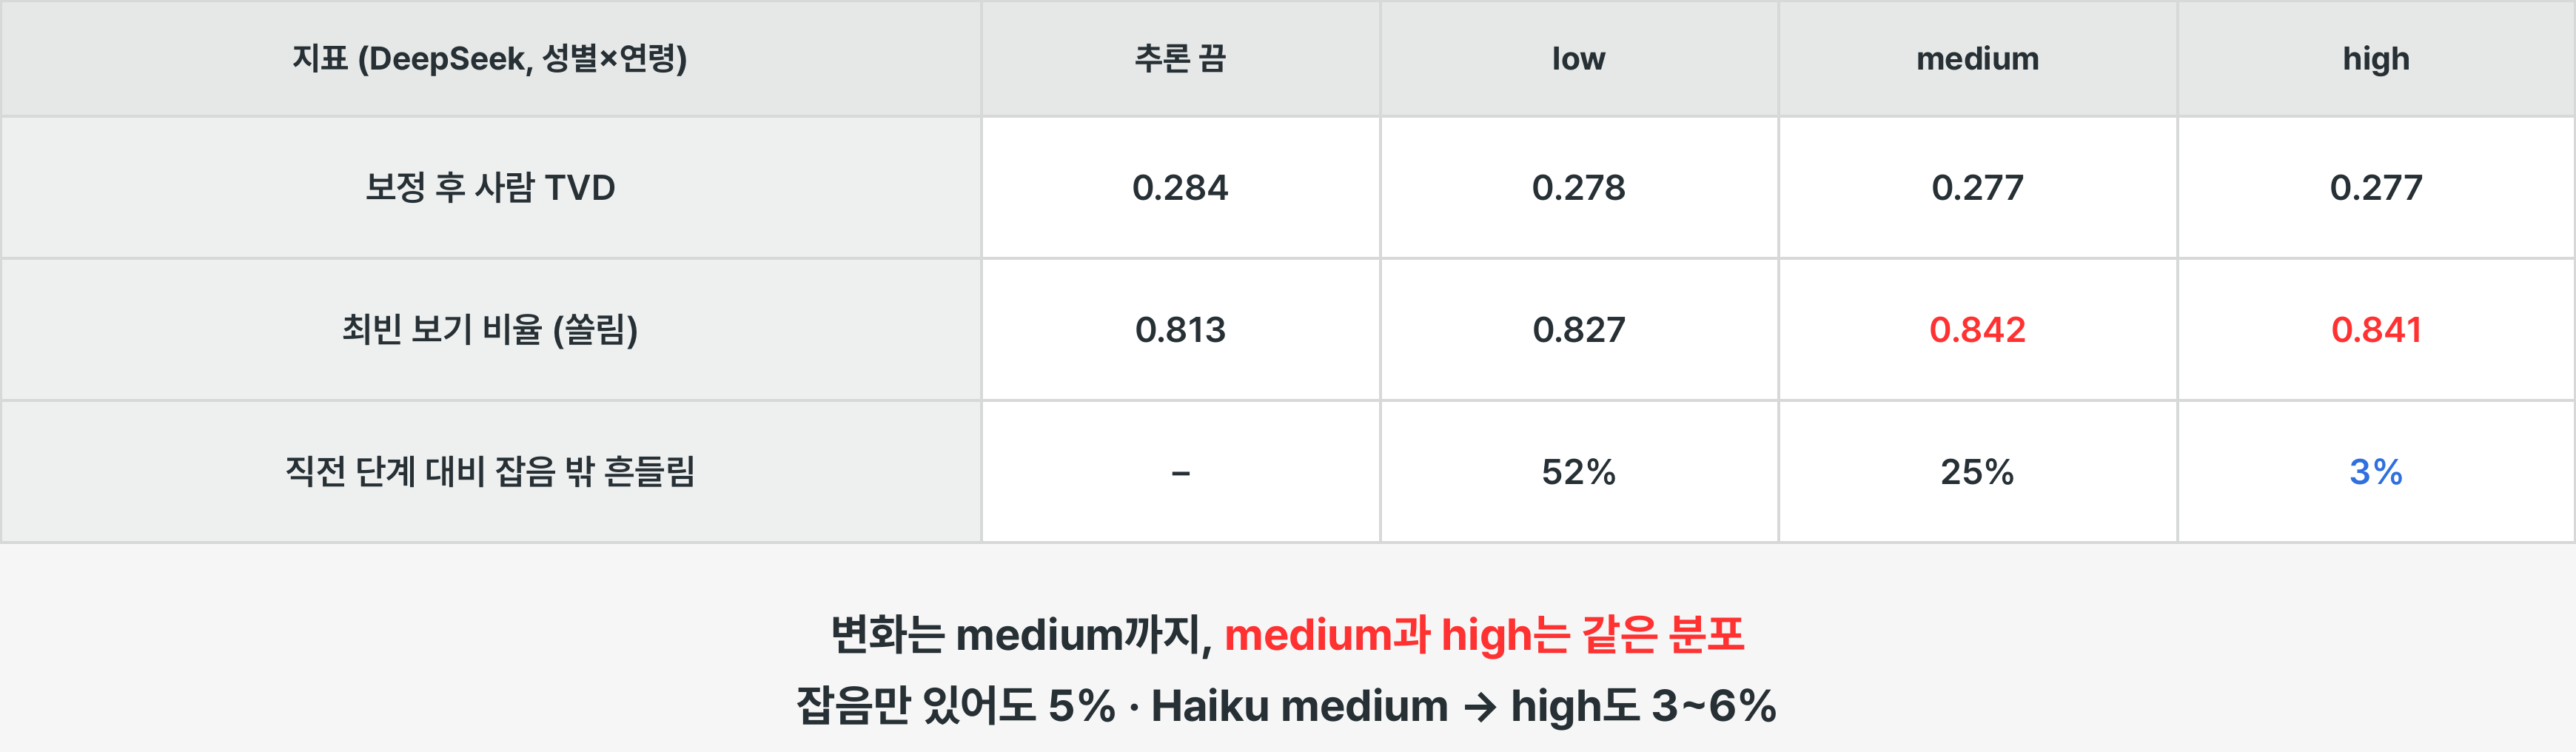 지표 (DeepSeek, 성별×연령) 추론 끔 low medium high
보정 후 사람 TVD 0.284 0.278 0.277 0.277
최빈 보기 비율 (쏠림) 0.813 0.827 0.842 0.841
직전 단계 대비 잡음 밖 흔들림 – 52% 25% 3%
변화는 medium까지, medium과 high는 같은 분포
잡음만 있어도 5% · Haiku medium → high도 3~6%